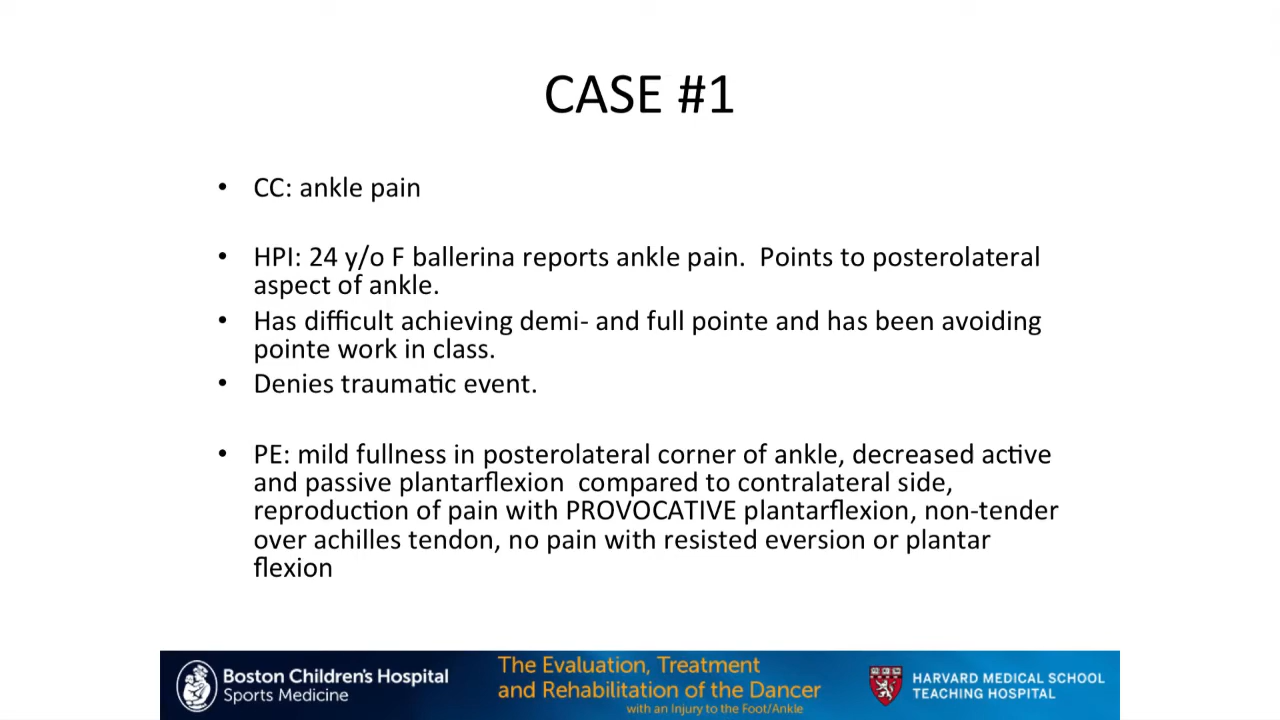 CASE #1
• CC: ankle pain
• HPI: 24 y/o F ballerina reports ankle pain.  Points to posterolateral
aspect of ankle.
• Has difficult achieving demi- and full pointe and has been avoiding
pointe work in class.
• Denies traumatic event.
• PE: mild fullness in posterolateral corner of ankle, decreased active
and passive plantarflexion  compared to contralateral side,
reproduction of pain with PROVOCATIVE plantarflexion, non-tender
over achilles tendon, no pain with resisted eversion or plantar
flexion
Boston Children's Hospital
Sports Medicine
The Evaluation, Treatment
and Rehabilitation of the Dancer
with an Injury to the Foot/Ankle
HARVARD MEDICAL SCHOOL
TEACHING HOSPITAL